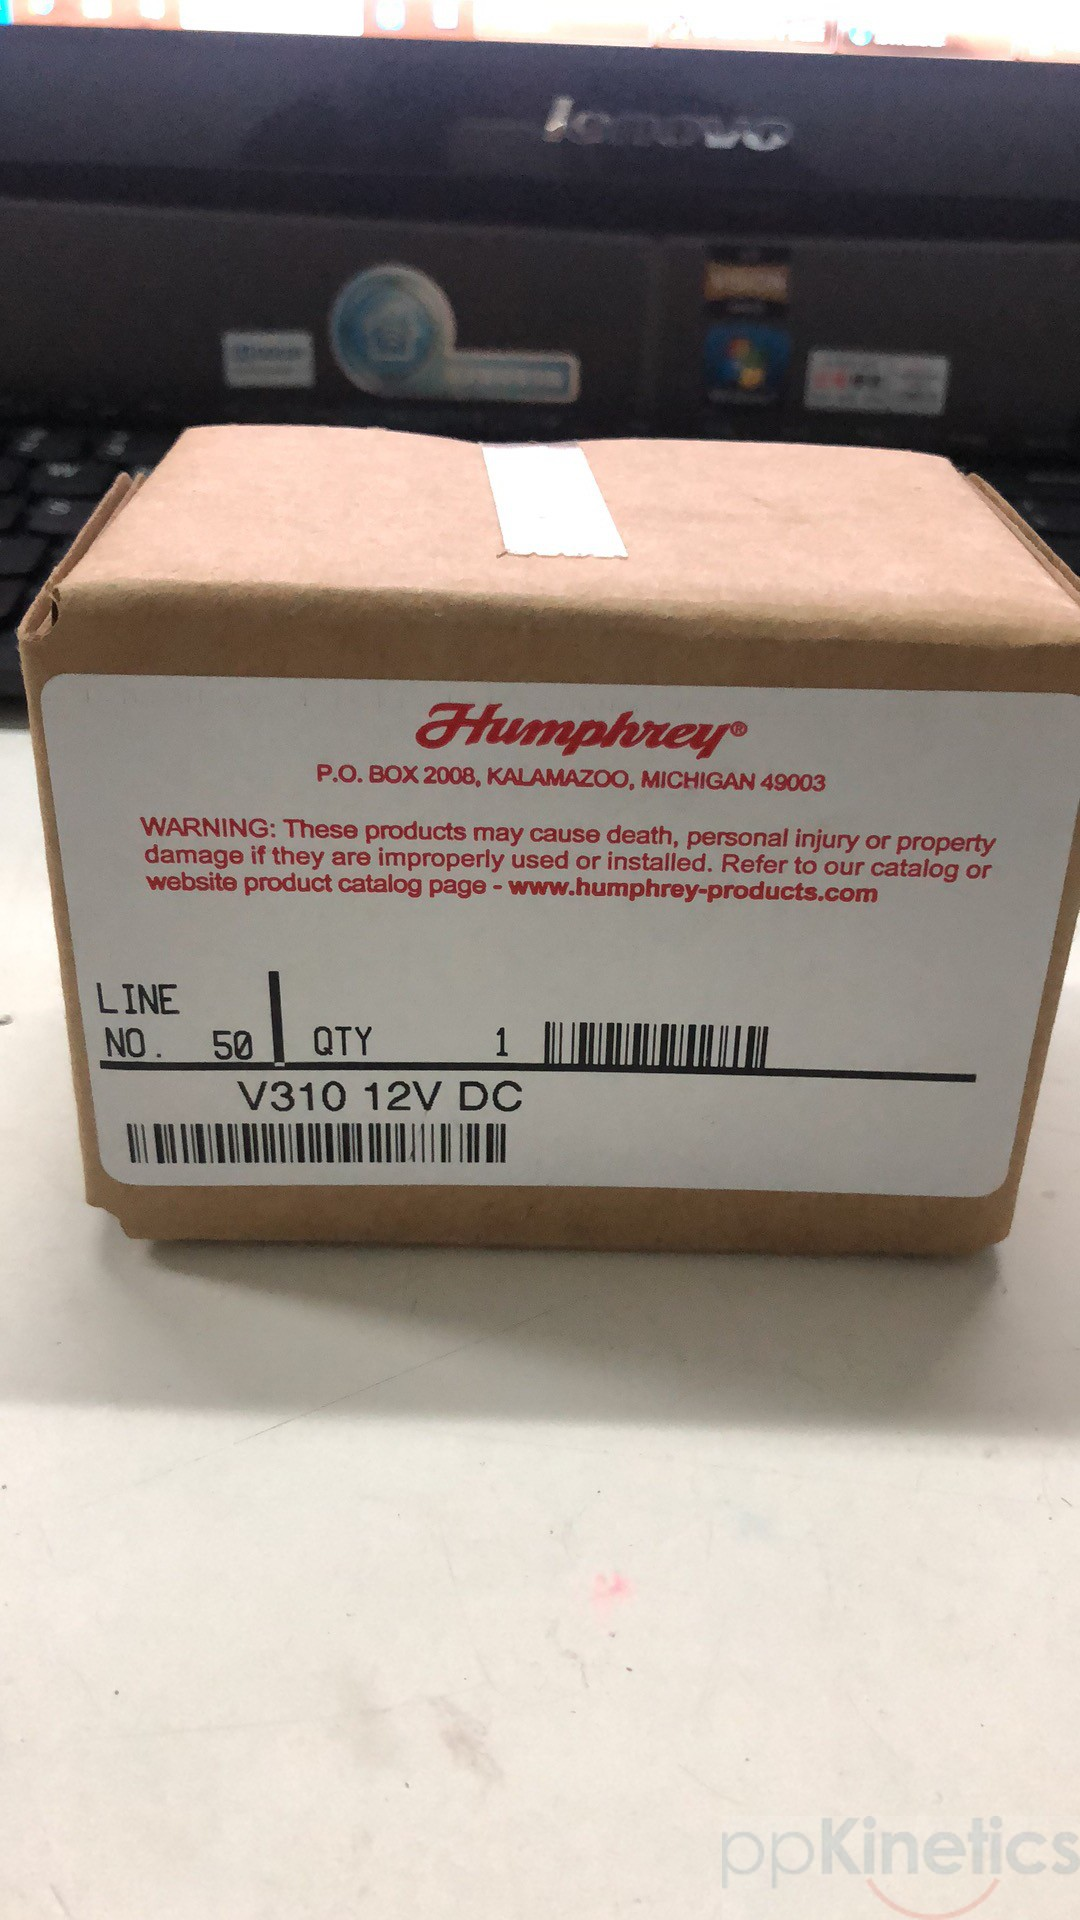 lenovo
Humphrey®
P.O. BOX 2008, KALAMAZOO, MICHIGAN 49003
WARNING: These products may cause death, personal injury or property
damage if they are improperly used or installed. Refer to our catalog or
website product catalog page - www.humphrey-products.com
LINE
NO. 50 QTY 1
V310 12V DC
ppKinetics